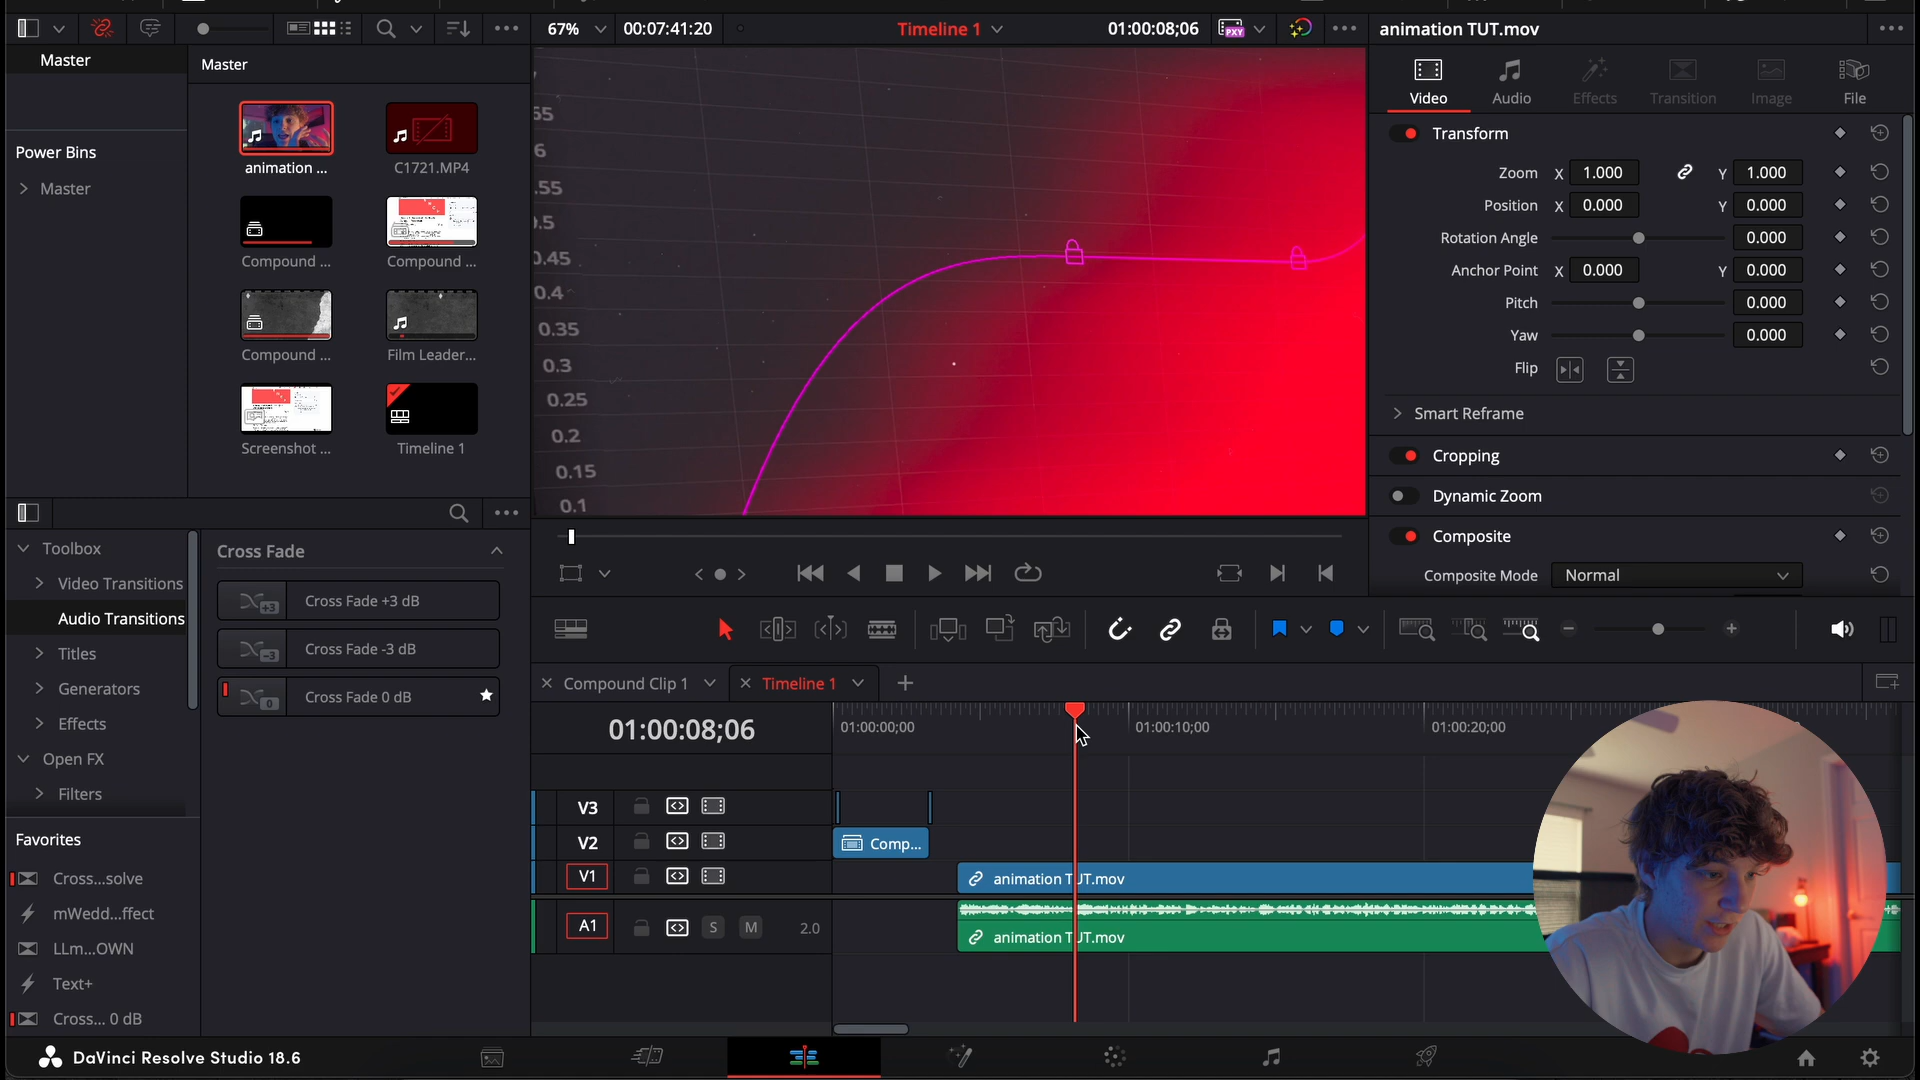 67%
00:07:41:20
Timeline 1
01:00:08;06
PXY
animation TUT.mov
Master
Master
Power Bins
Master
animation ...
C1721.MP4
Compound ...
Compound ...
Compound ...
Film Leader...
Screenshot ...
Timeline 1
.55
.6
.55
0.5
0.45
0.4
0.35
0.3
0.25
0.2
0.15
0.1
Video
Audio
Effects
Transition
Image
File
Transform
Zoom X 1.000 Y 1.000
Position X 0.000 Y 0.000
Rotation Angle 0.000
Anchor Point X 0.000 Y 0.000
Pitch 0.000
Yaw 0.000
Flip
Smart Reframe
Cropping
Dynamic Zoom
Composite
Composite Mode Normal
Toolbox
Video Transitions
Audio Transitions
Titles
Generators
Effects
Open FX
Filters
Favorites
Cross...solve
mWedd...ffect
LLm...OWN
Text+
Cross... 0 dB
Cross Fade
+3 Cross Fade +3 dB
-3 Cross Fade -3 dB
0 Cross Fade 0 dB
Compound Clip 1
Timeline 1
01:00:08;06
01:00:00;00
01:00:10;00
01:00:20;00
V3
V2
Comp...
V1
animation TUT.mov
A1
S
M
2.0
animation TUT.mov
DaVinci Resolve Studio 18.6